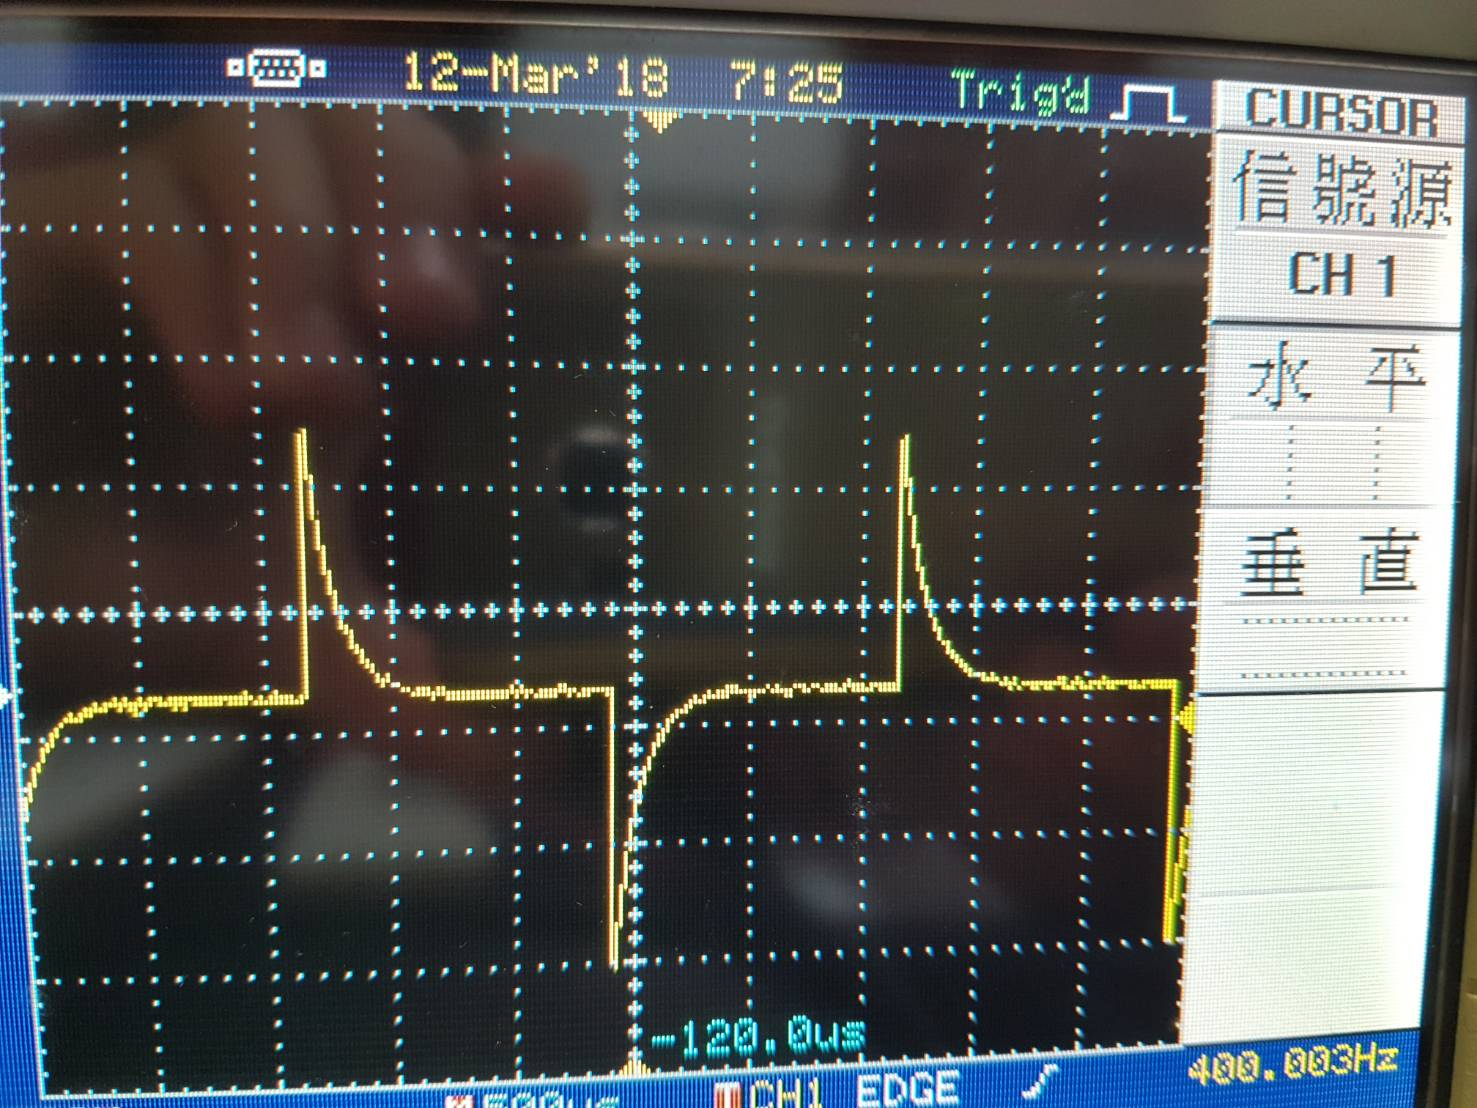 12-Mar'18 7:25 Trig'd
CURSOR
信號源
CH 1
水 平
垂 直
-120.0us
400.003Hz
500us CH1 EDGE